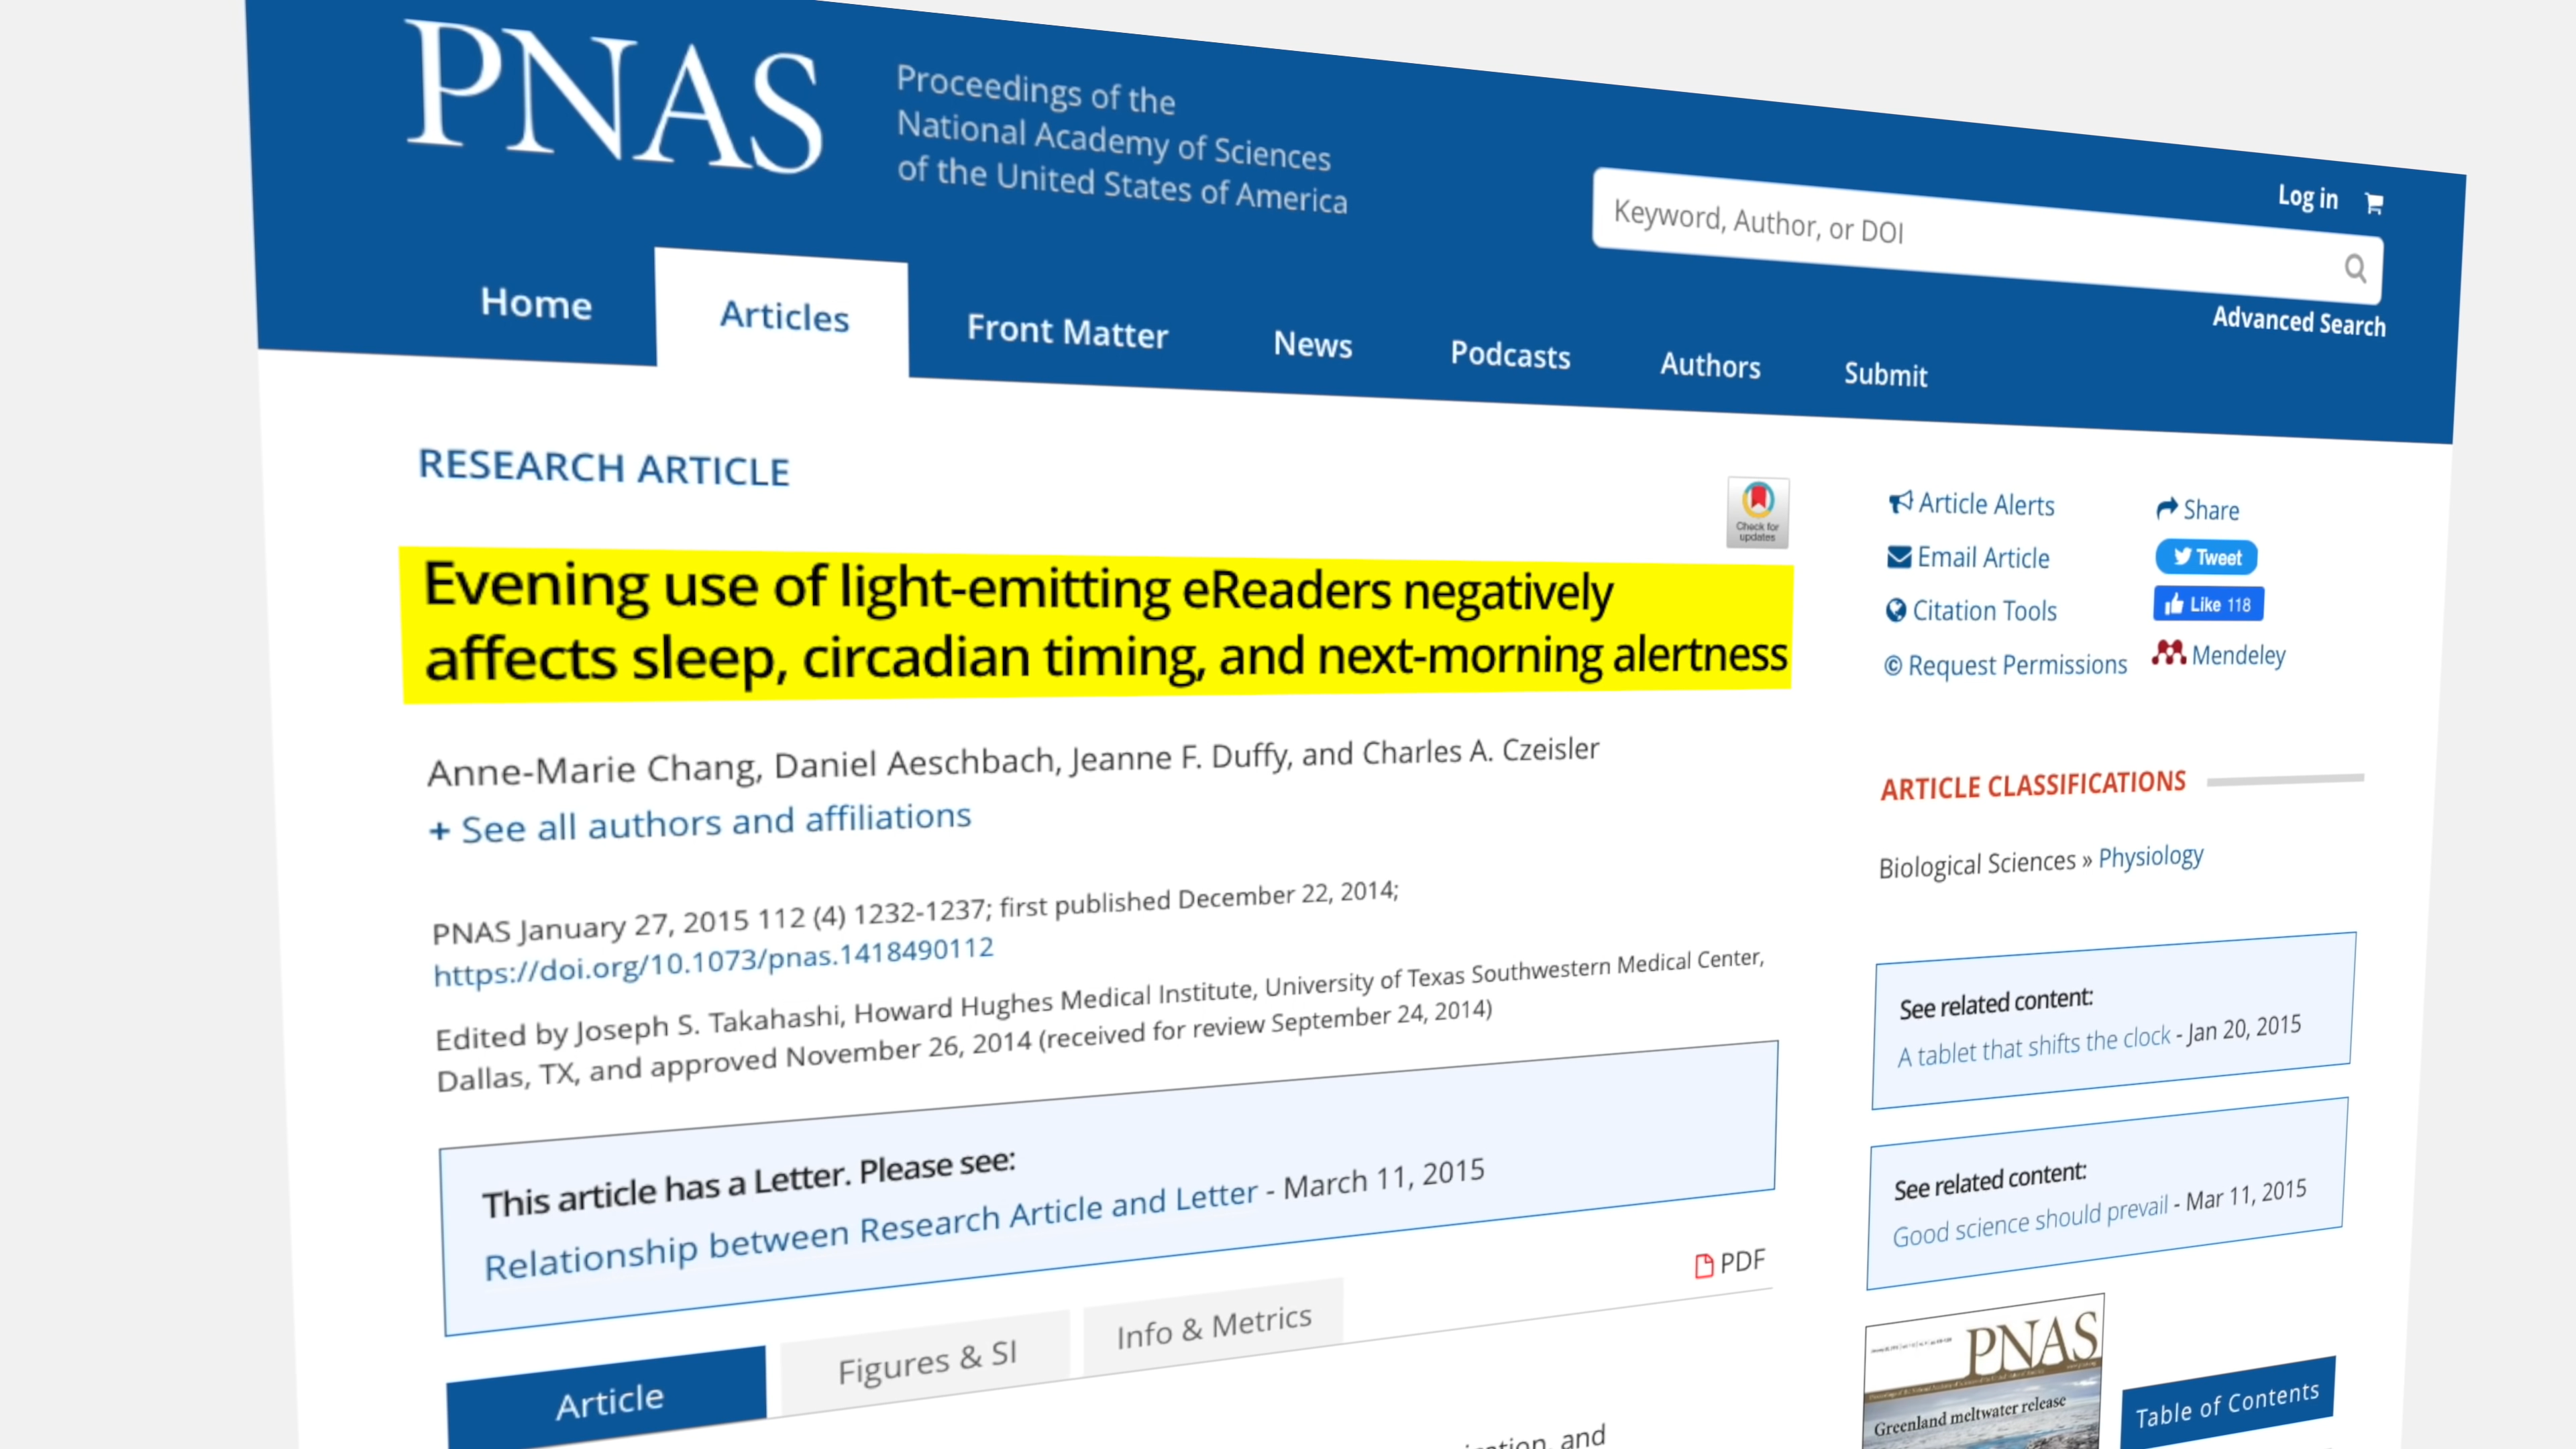 PNAS
Proceedings of the
National Academy of Sciences
of the United States of America
Log in
Keyword, Author, or DOI
Advanced Search
Home
Articles
Front Matter
News
Podcasts
Authors
Submit
RESEARCH ARTICLE
Check for
updates
Evening use of light-emitting eReaders negatively
affects sleep, circadian timing, and next-morning alertness
Anne-Marie Chang, Daniel Aeschbach, Jeanne F. Duffy, and Charles A. Czeisler
+ See all authors and affiliations
PNAS January 27, 2015 112 (4) 1232-1237; first published December 22, 2014;
https://doi.org/10.1073/pnas.1418490112
Edited by Joseph S. Takahashi, Howard Hughes Medical Institute, University of Texas Southwestern Medical Center,
Dallas, TX, and approved November 26, 2014 (received for review September 24, 2014)
This article has a Letter. Please see:
Relationship between Research Article and Letter - March 11, 2015
PDF
Article
Figures & SI
Info & Metrics
and
Article Alerts
Share
Email Article
Tweet
Citation Tools
Like 118
© Request Permissions
Mendeley
ARTICLE CLASSIFICATIONS
Biological Sciences » Physiology
See related content:
A tablet that shifts the clock - Jan 20, 2015
See related content:
Good science should prevail - Mar 11, 2015
PNAS
Greenland meltwater release
Table of Contents